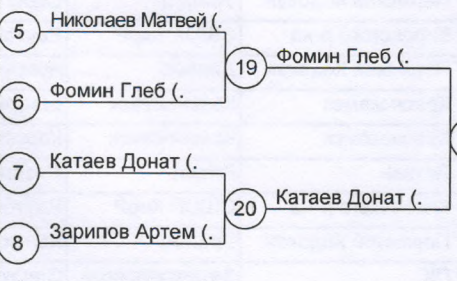 5 Николаев Матвей (.
19 Фомин Глеб (.
6 Фомин Глеб (.
7 Катаев Донат (.
20 Катаев Донат (.
8 Зарипов Артем (.